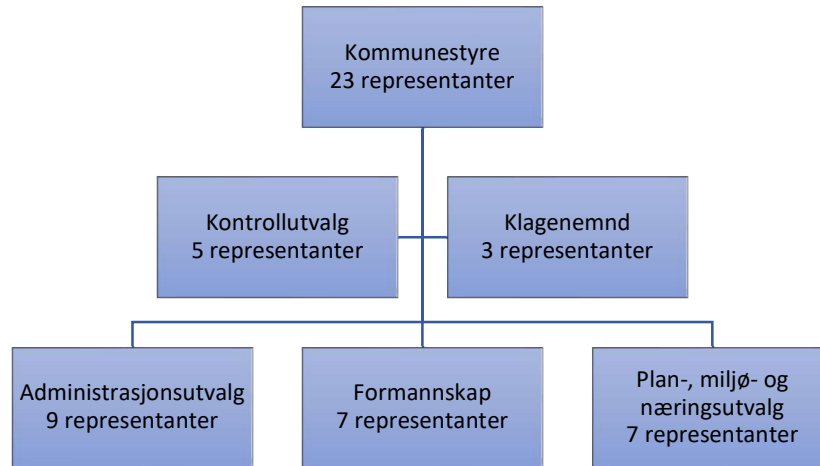 Kommunestyre
23 representanter
Kontrollutvalg
5 representanter
Klagenemnd
3 representanter
Administrasjonsutvalg
9 representanter
Formannskap
7 representanter
Plan-, miljø- og
næringsutvalg
7 representanter